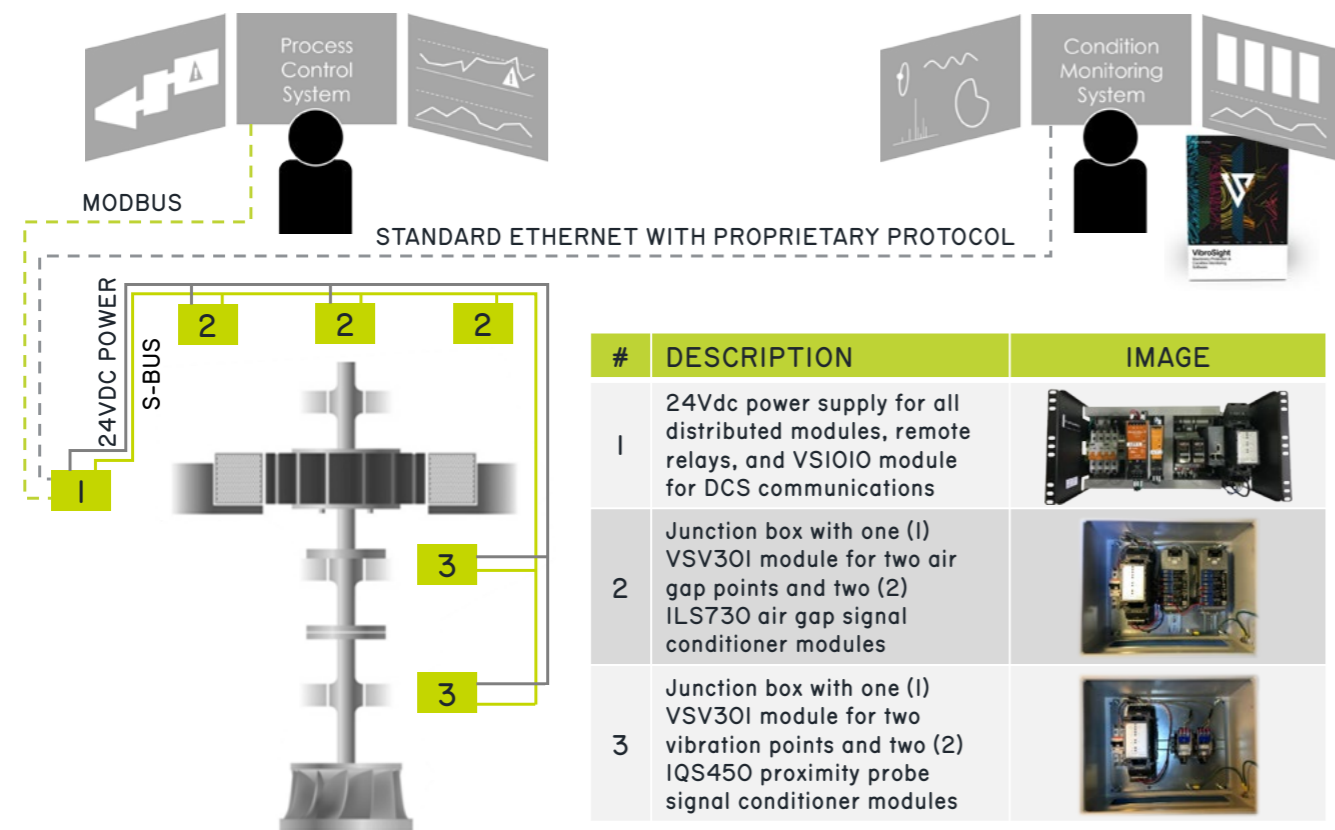 Process
Control
System
Condition
Monitoring
System
VibroSight
MODBUS
STANDARD ETHERNET WITH PROPRIETARY PROTOCOL
24VDC POWER
S-BUS
2
2
2
1
3
3
# DESCRIPTION IMAGE
1
24Vdc power supply for all
distributed modules, remote
relays, and VS1010 module
for DCS communications
2
Junction box with one (1)
VSV301 module for two air
gap points and two (2)
ILS730 air gap signal
conditioner modules
3
Junction box with one (1)
VSV301 module for two
vibration points and two (2)
IQS450 proximity probe
signal conditioner modules